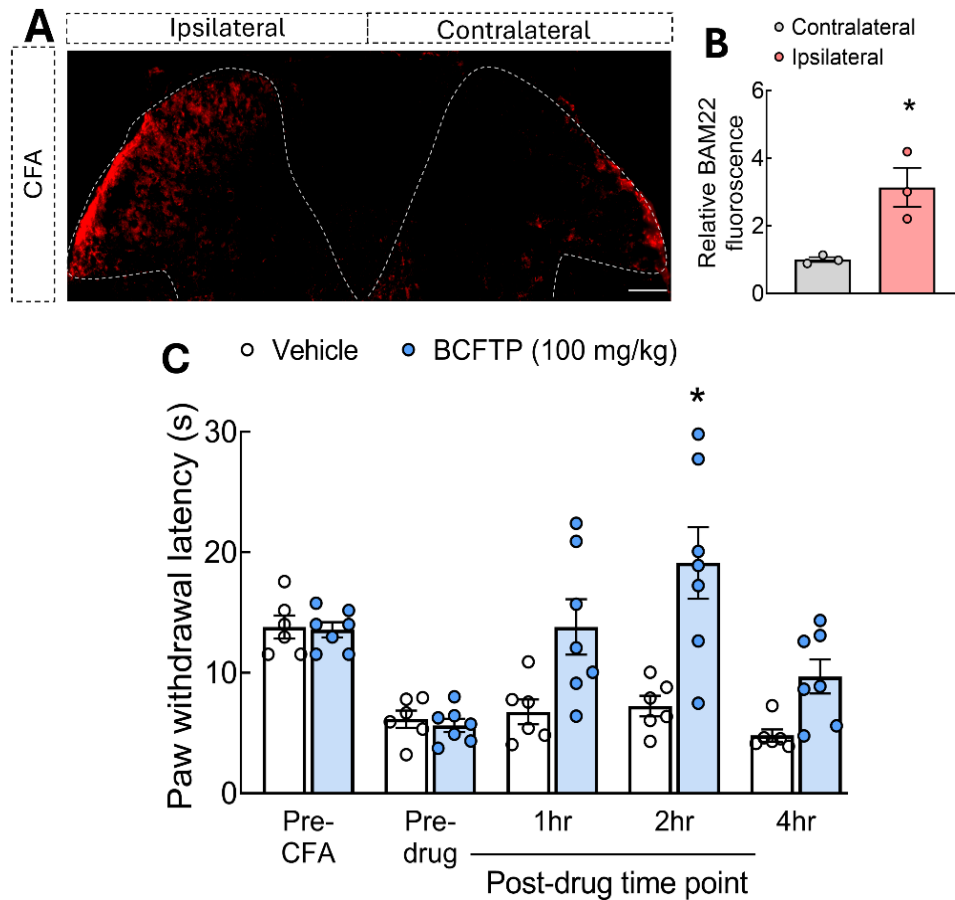 A
Ipsilateral
Contralateral
CFA
B
Contralateral
Ipsilateral
Relative BAM22
fluoroscence
6
4
2
0
*
C
Vehicle
BCFTP (100 mg/kg)
Paw withdrawal latency (s)
30
20
10
0
*
Pre-
CFA
Pre-
drug
1hr
2hr
4hr
Post-drug time point